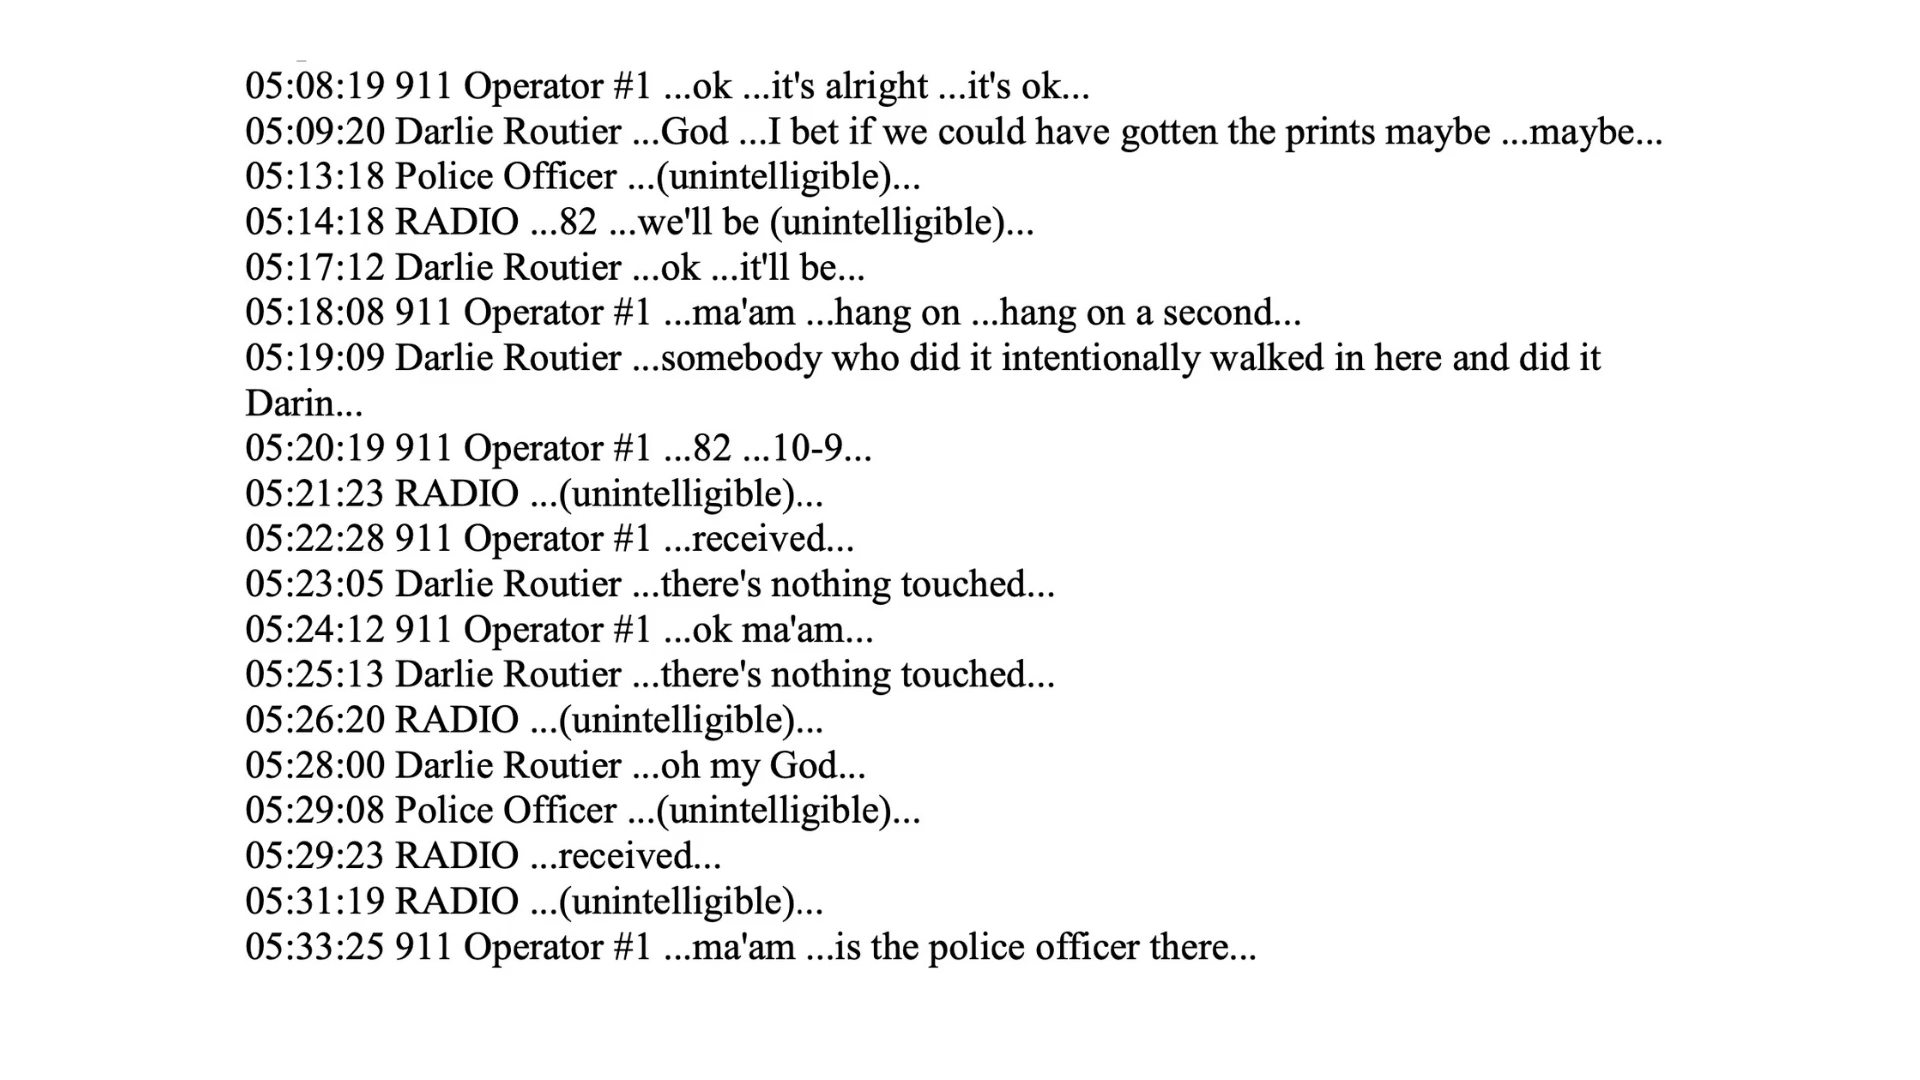 05:08:19 911 Operator #1 ...ok ...it's alright ...it's ok...
05:09:20 Darlie Routier ...God ...I bet if we could have gotten the prints maybe ...maybe...
05:13:18 Police Officer ...(unintelligible)...
05:14:18 RADIO ...82 ...we'll be (unintelligible)...
05:17:12 Darlie Routier ...ok ...it'll be...
05:18:08 911 Operator #1 ...ma'am ...hang on ...hang on a second...
05:19:09 Darlie Routier ...somebody who did it intentionally walked in here and did it
Darin...
05:20:19 911 Operator #1 ...82 ...10-9...
05:21:23 RADIO ...(unintelligible)...
05:22:28 911 Operator #1 ...received...
05:23:05 Darlie Routier ...there's nothing touched...
05:24:12 911 Operator #1 ...ok ma'am...
05:25:13 Darlie Routier ...there's nothing touched...
05:26:20 RADIO ...(unintelligible)...
05:28:00 Darlie Routier ...oh my God...
05:29:08 Police Officer ...(unintelligible)...
05:29:23 RADIO ...received...
05:31:19 RADIO ...(unintelligible)...
05:33:25 911 Operator #1 ...ma'am ...is the police officer there...